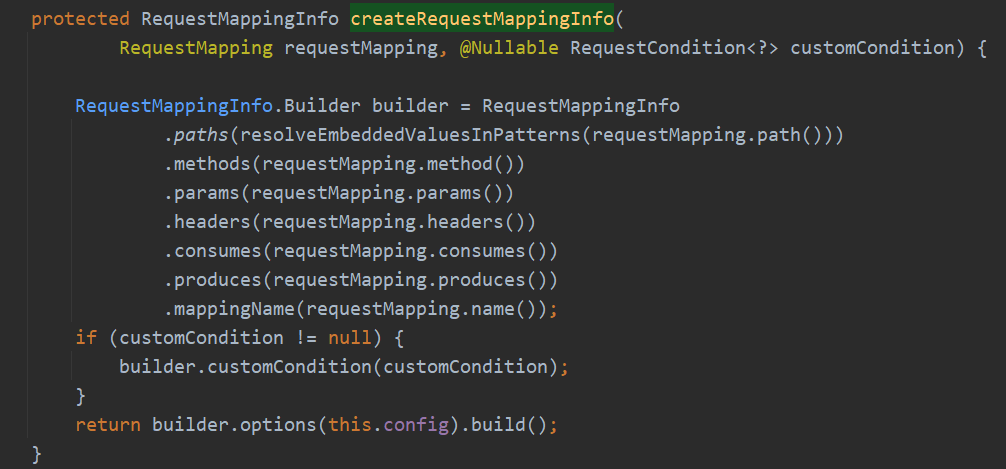 protected RequestMappingInfo createRequestMappingInfo(
RequestMapping requestMapping, @Nullable RequestCondition<?> customCondition) {
RequestMappingInfo.Builder builder = RequestMappingInfo
.paths(resolveEmbeddedValuesInPatterns(requestMapping.path()))
.methods(requestMapping.method())
.params(requestMapping.params())
.headers(requestMapping.headers())
.consumes(requestMapping.consumes())
.produces(requestMapping.produces())
.mappingName(requestMapping.name());
if (customCondition != null) {
builder.customCondition(customCondition);
}
return builder.options(this.config).build();
}